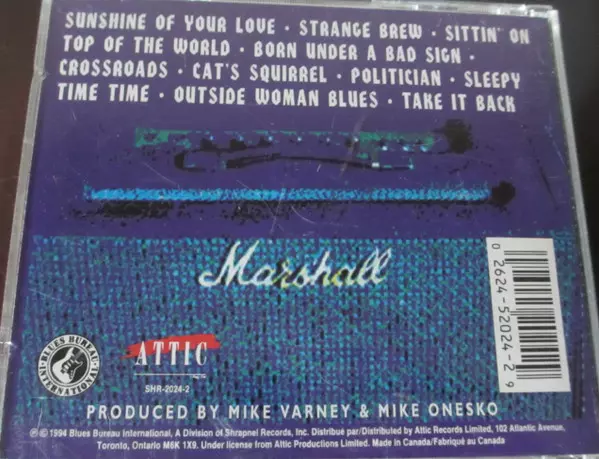 SUNSHINE OF YOUR LOVE · STRANGE BREW · SITTIN' ON
TOP OF THE WORLD · BORN UNDER A BAD SIGN ·
CROSSROADS · CAT'S SQUIRREL · POLITICIAN · SLEEPY
TIME TIME · OUTSIDE WOMAN BLUES · TAKE IT BACK
Marshall
0 2624-52024-2 9
BLUES BUREAU INTERNATIONAL
ATTIC
SHR-2024-2
PRODUCED BY MIKE VARNEY & MIKE ONESKO
℗ © 1994 Blues Bureau International, A Division of Shrapnel Records, Inc. Distribué par/Distributed by Attic Records Limited, 102 Atlantic Avenue,
Toronto, Ontario M6K 1X9. Under license from Attic Productions Limited. Made in Canada/Fabriqué au Canada